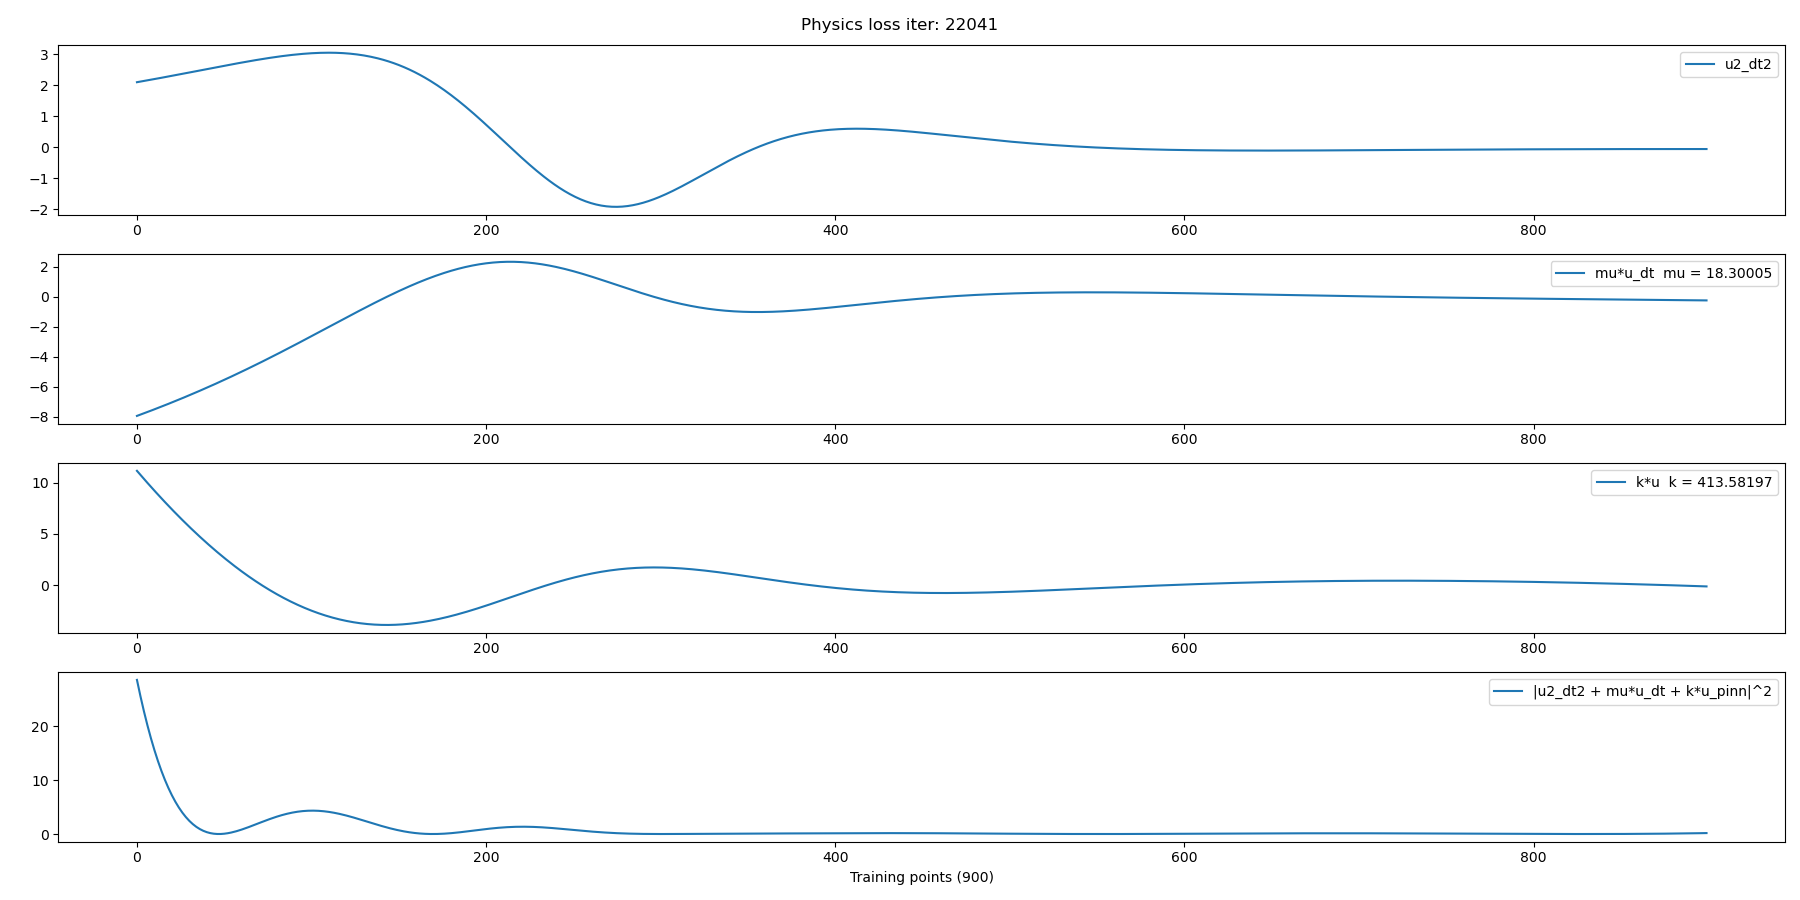 Physics loss iter: 22041
3
2
1
0
−1
−2
u2_dt2
0 200 400 600 800
2
0
−2
−4
−6
−8
mu*u_dt  mu = 18.30005
0 200 400 600 800
10
5
0
k*u  k = 413.58197
0 200 400 600 800
20
10
0
|u2_dt2 + mu*u_dt + k*u_pinn|^2
0 200 400 600 800
Training points (900)